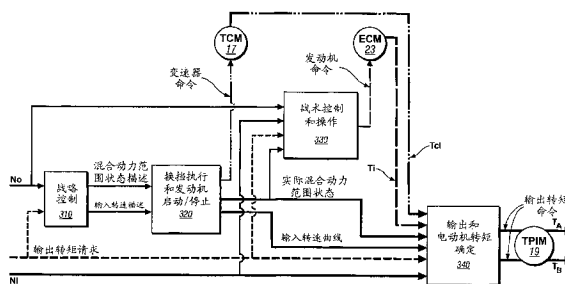 TCM
17
ECM
23
变速器
命令
发动机
命令
战术控制
和操作
330
Tcl
Ti
No
混合动力范
围状态描述
战略
控制
310
输入转速描述
换挡执行
和发动机
启动/停止
320
实际混合动力
范围状态
输出转矩
命令
输入转速曲线
输出和
电动机转矩
确定
340
TA
TPIM
19
TB
输出转矩请求
NI